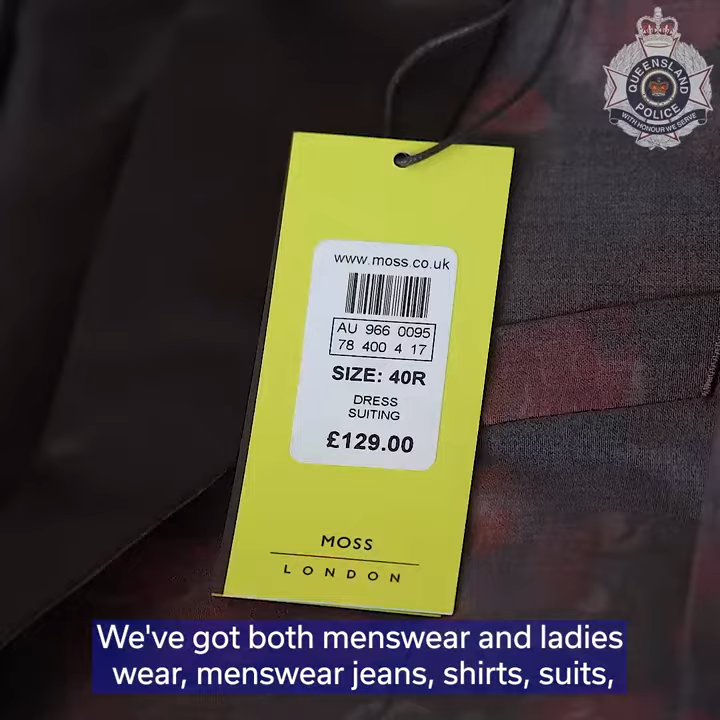 QUEENSLAND
POLICE
WITH HONOUR WE SERVE
www.moss.co.uk
AU 966 0095
78 400 4 17
SIZE: 40R
DRESS
SUITING
£129.00
MOSS
LONDON
We've got both menswear and ladies
wear, menswear jeans, shirts, suits,